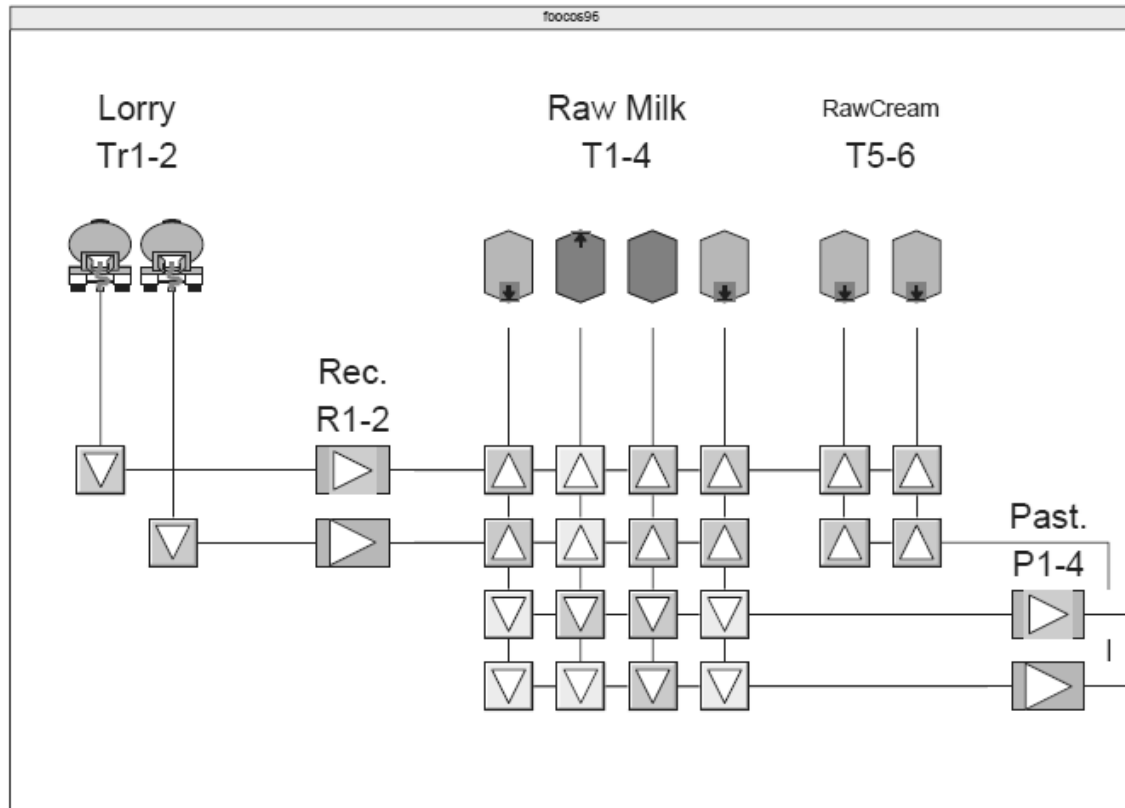 foocos96
Lorry
Tr1-2
Raw Milk
T1-4
RawCream
T5-6
Rec.
R1-2
Past.
P1-4